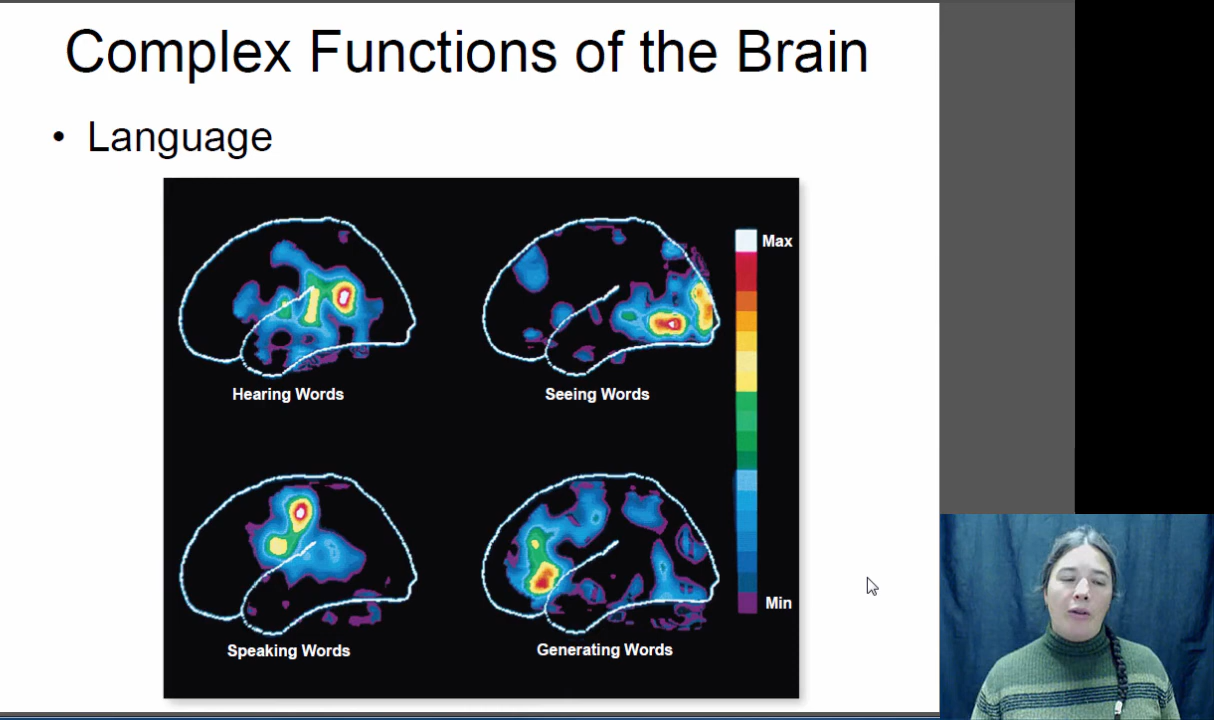 Complex Functions of the Brain
• Language
Max
Hearing Words
Seeing Words
Min
Speaking Words
Generating Words